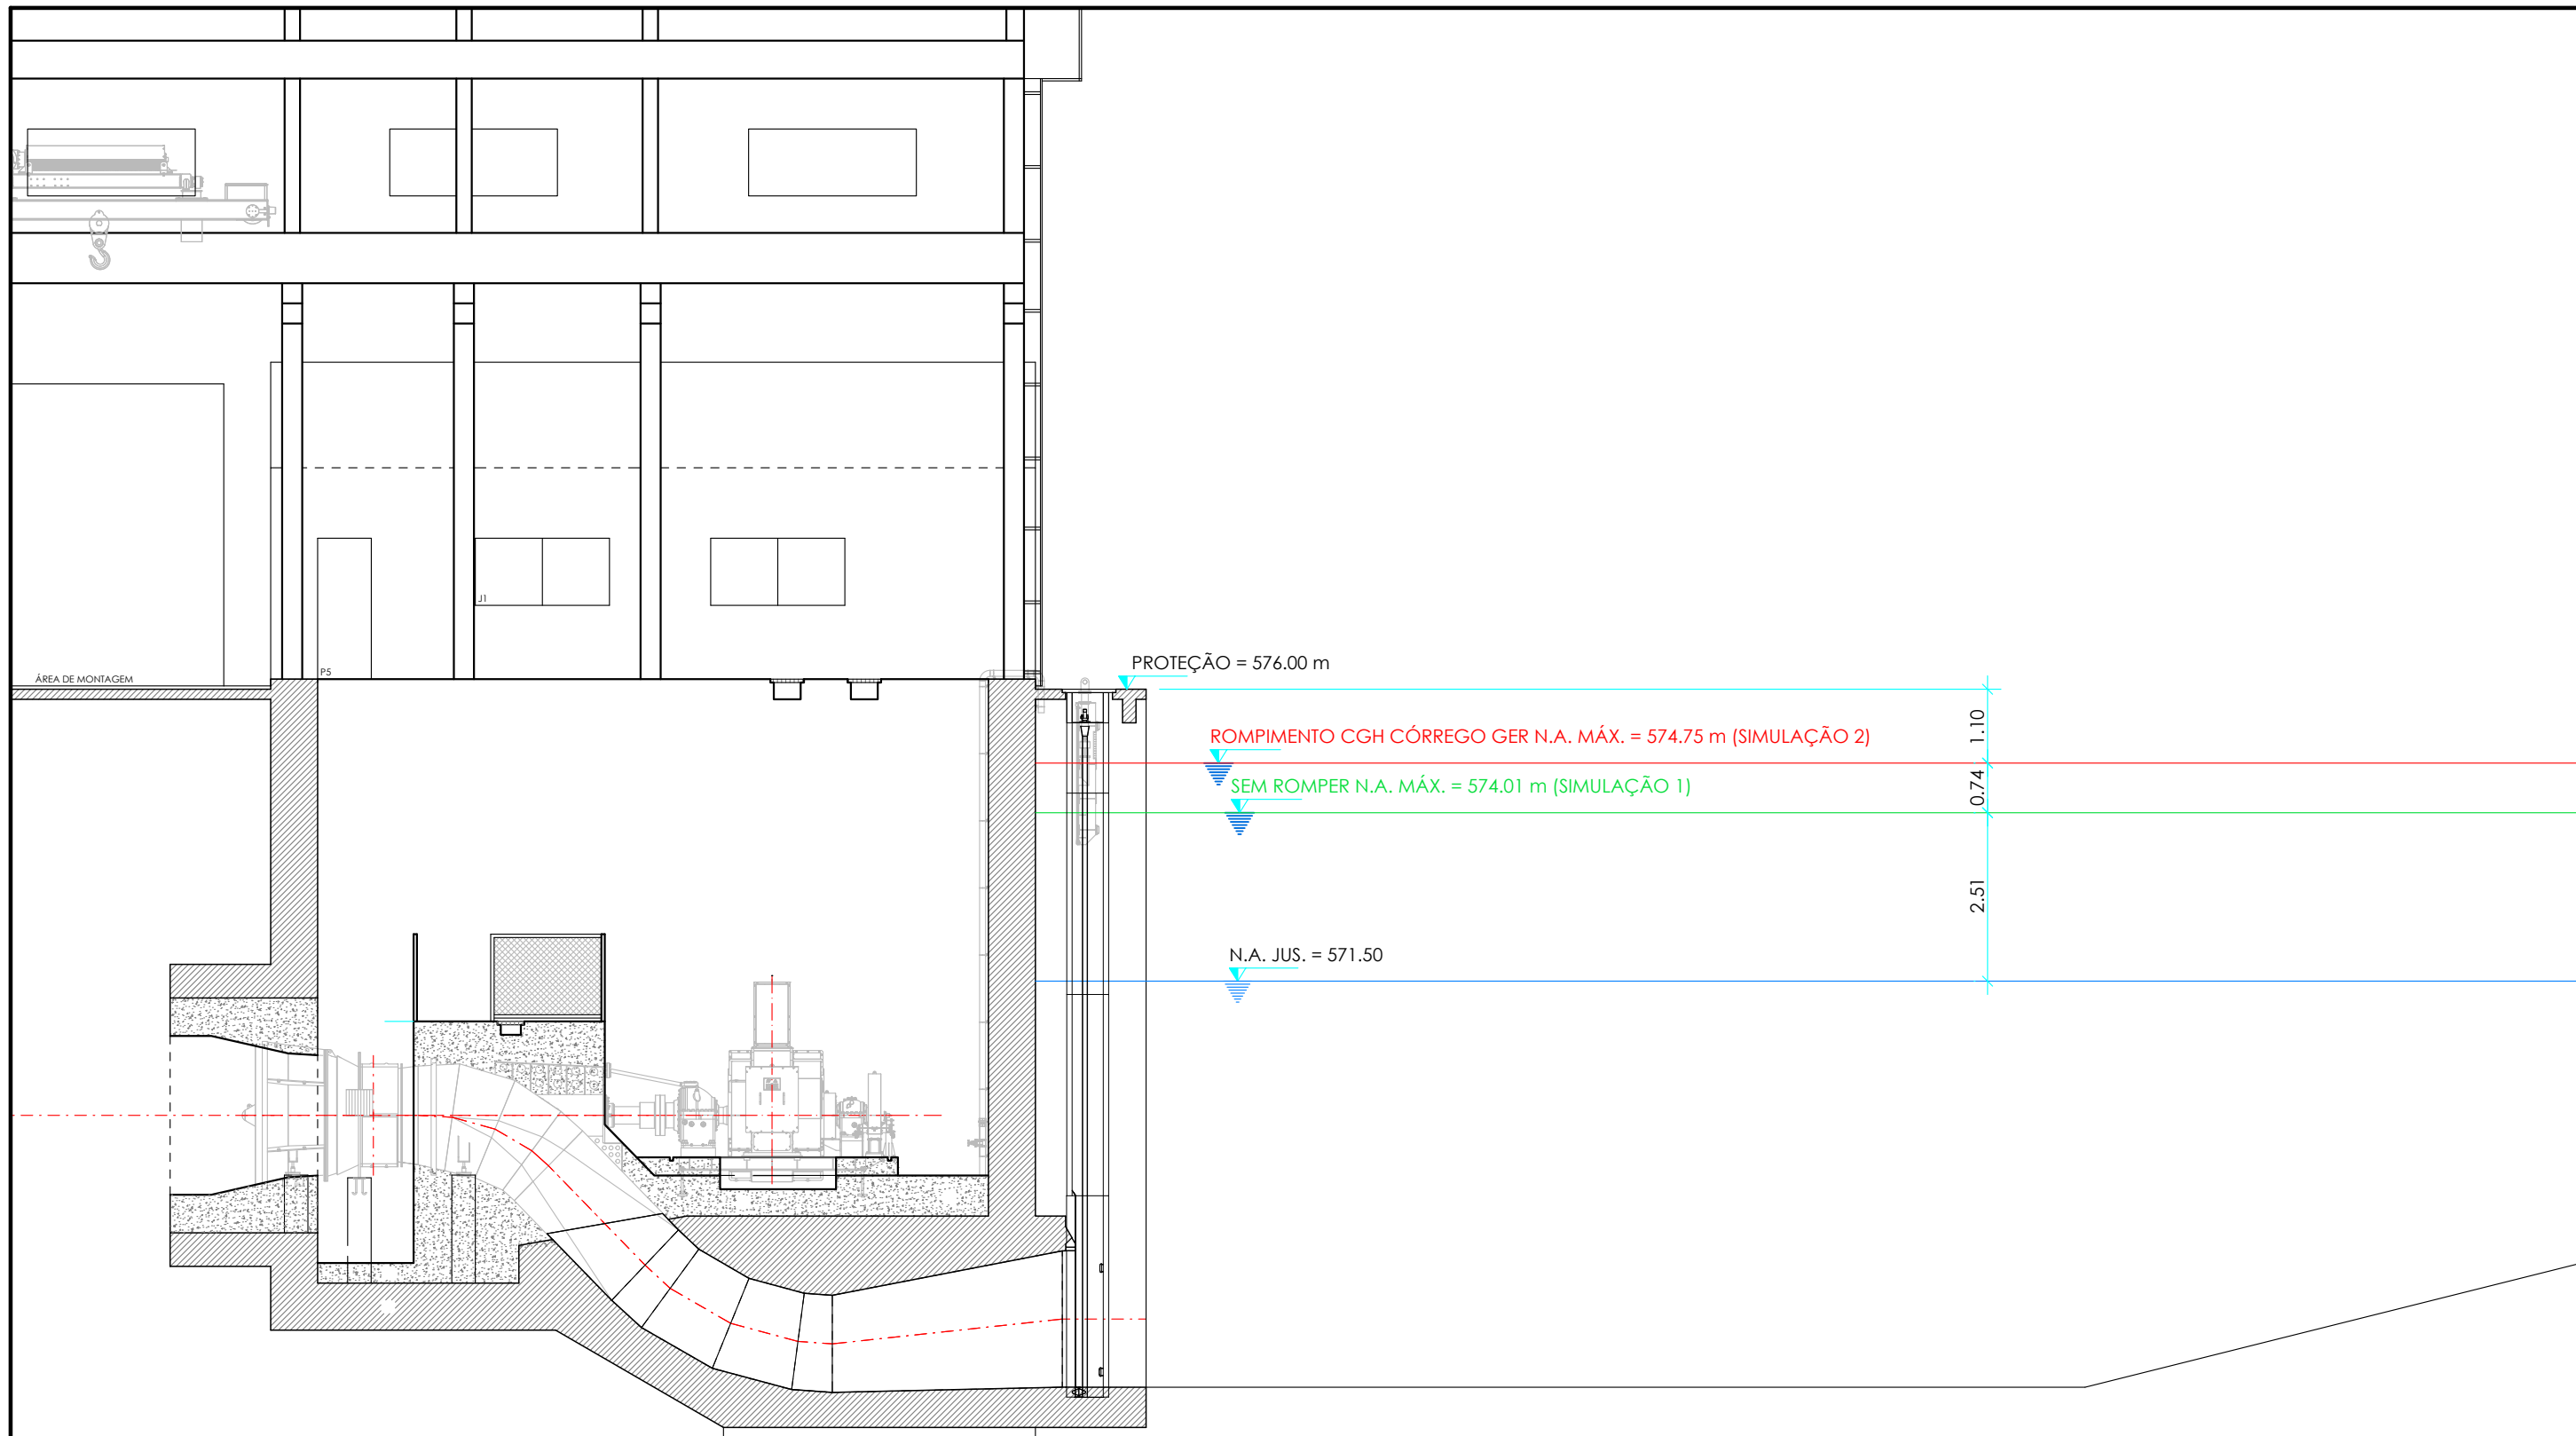 J1
P5
ÁREA DE MONTAGEM
PROTEÇÃO = 576.00 m
1.10
ROMPIMENTO CGH CÓRREGO GER N.A. MÁX. = 574.75 m (SIMULAÇÃO 2)
0.74
SEM ROMPER N.A. MÁX. = 574.01 m (SIMULAÇÃO 1)
2.51
N.A. JUS. = 571.50